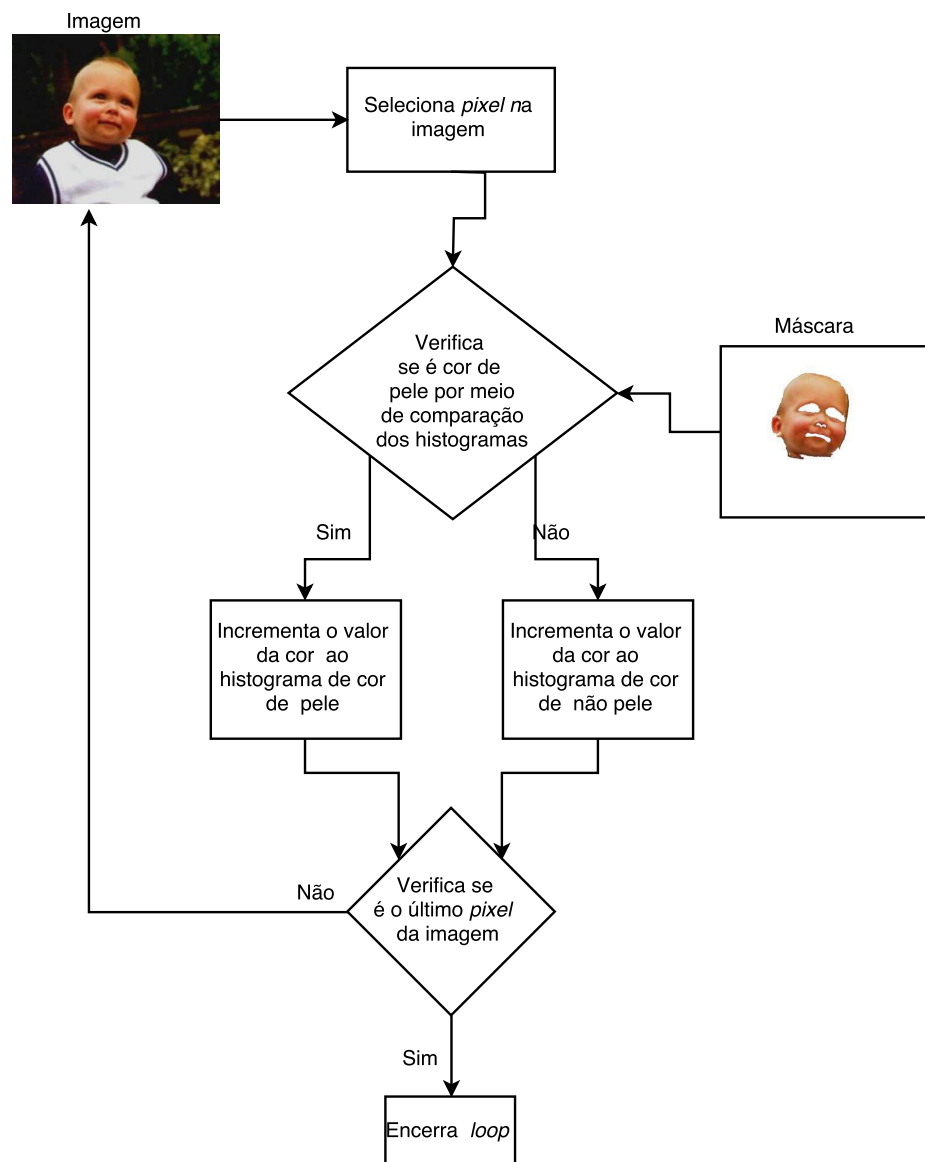 Imagem
Seleciona pixel na
imagem
Verifica
se é cor de
pele por meio
de comparação
dos histogramas
Máscara
Sim
Não
Incrementa o valor
da cor ao
histograma de cor
de pele
Incrementa o valor
da cor ao
histograma de cor
de não pele
Verifica se
é o último pixel
da imagem
Não
Sim
Encerra loop